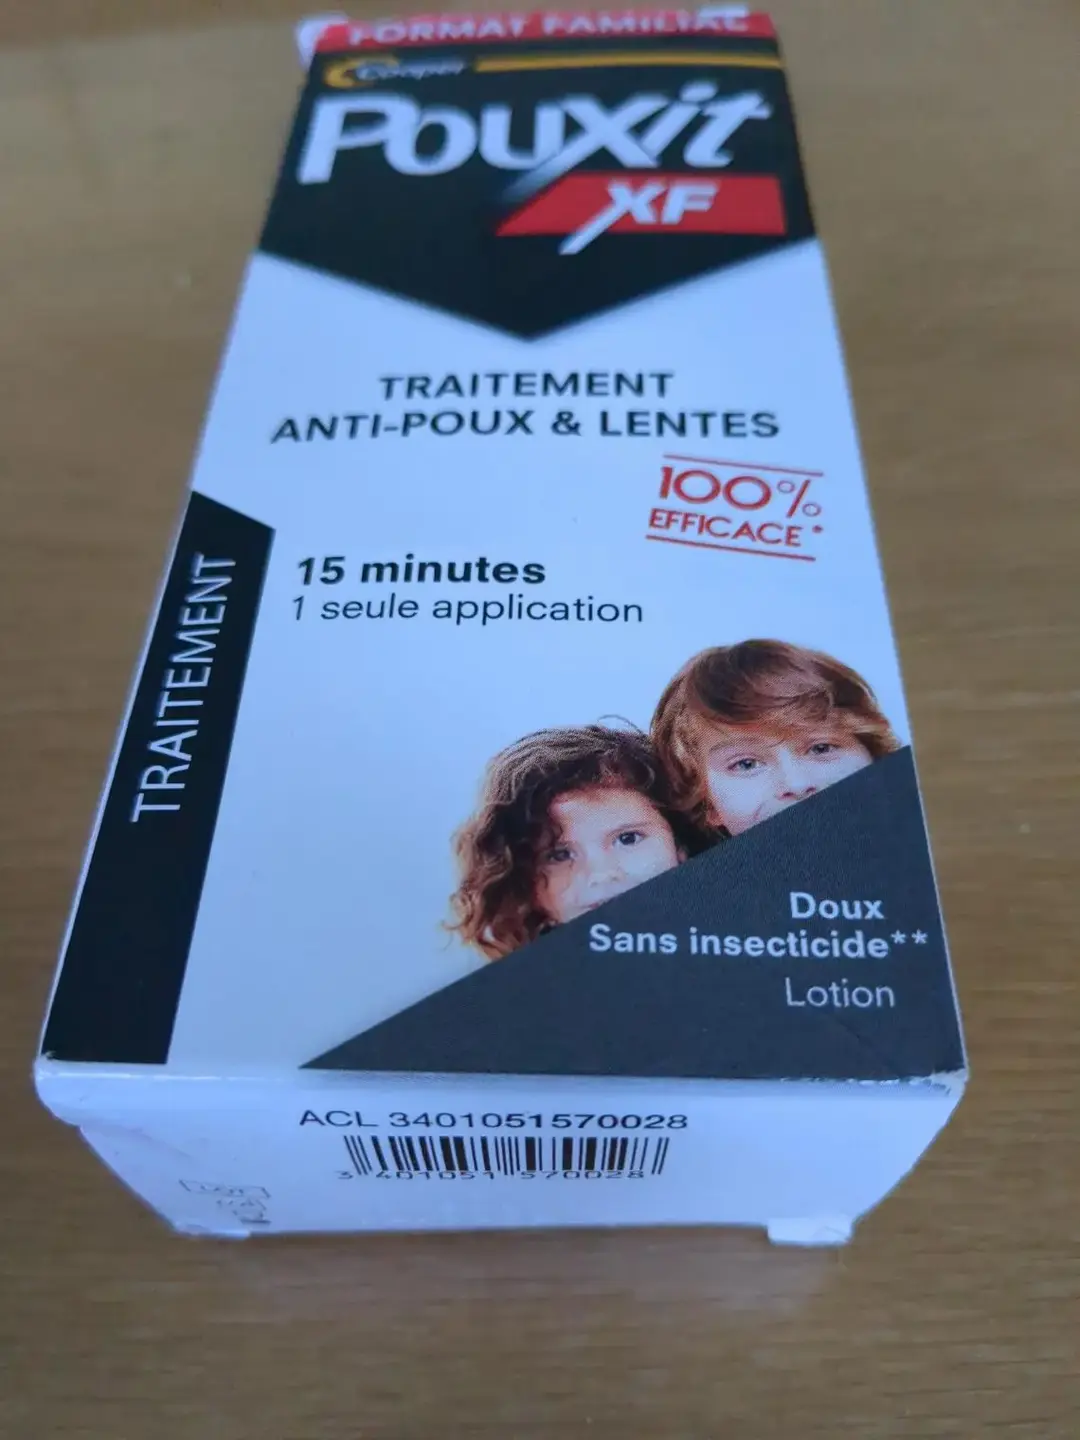 FORMAT FAMILIAL
Cooper
Pouxit
XF
TRAITEMENT
ANTI-POUX & LENTES
100%
EFFICACE*
15 minutes
1 seule application
TRAITEMENT
Doux
Sans insecticide**
Lotion
ACL 3401051570028
3 401051 570028